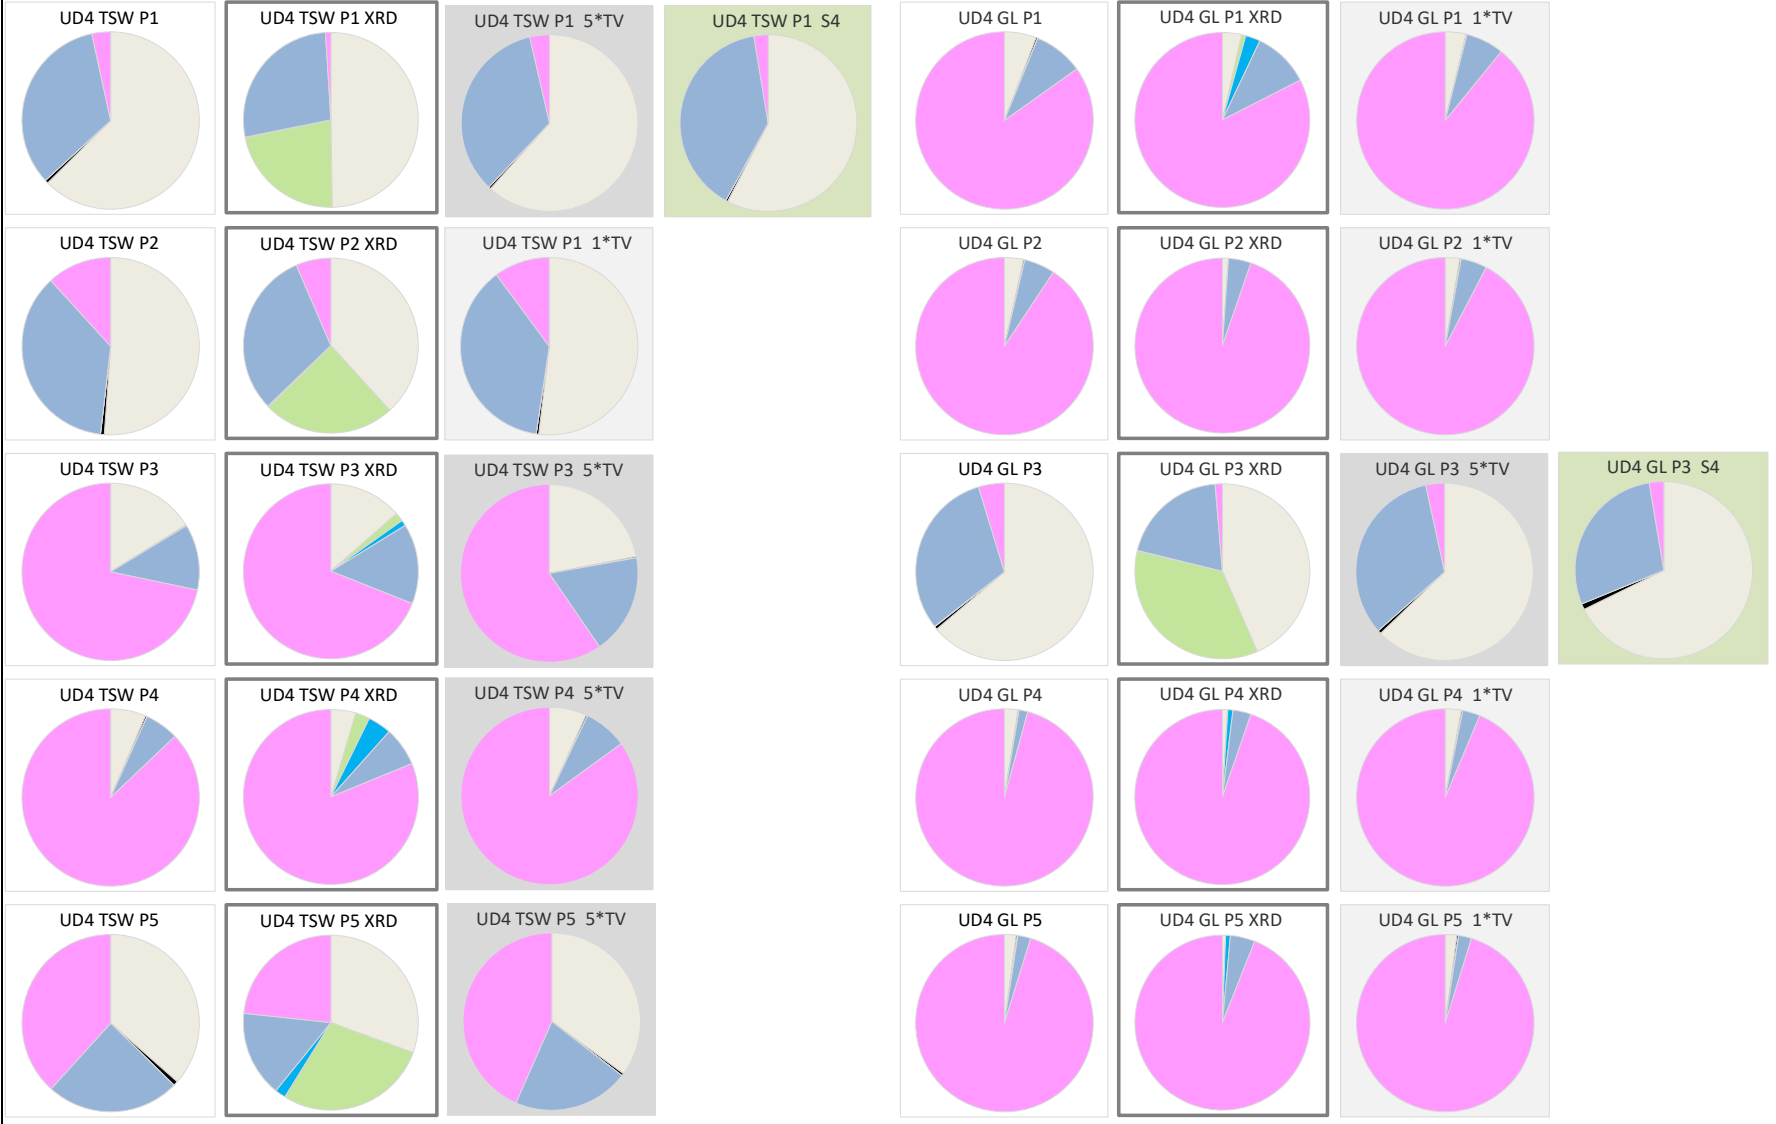 UD4 TSW P1
UD4 TSW P1 XRD
UD4 TSW P1  5*TV
UD4 TSW P1  S4
UD4 GL P1
UD4 GL P1 XRD
UD4 GL P1  1*TV
UD4 TSW P2
UD4 TSW P2 XRD
UD4 TSW P1  1*TV
UD4 GL P2
UD4 GL P2 XRD
UD4 GL P2  1*TV
UD4 TSW P3
UD4 TSW P3 XRD
UD4 TSW P3  5*TV
UD4 GL P3
UD4 GL P3 XRD
UD4 GL P3  5*TV
UD4 GL P3  S4
UD4 TSW P4
UD4 TSW P4 XRD
UD4 TSW P4  5*TV
UD4 GL P4
UD4 GL P4 XRD
UD4 GL P4  1*TV
UD4 TSW P5
UD4 TSW P5 XRD
UD4 TSW P5  5*TV
UD4 GL P5
UD4 GL P5 XRD
UD4 GL P5  1*TV